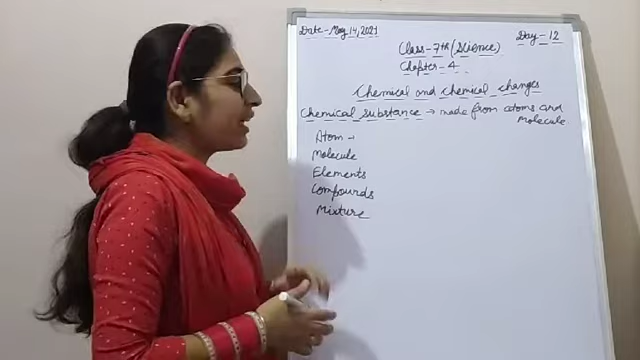 Date - May 14, 2021
Day - 12
Class - 7th (Science)
Chapter - 4
Chemical and chemical changes
Chemical substance → made from atoms and
Molecule
Atom -
Molecule
Elements
Compounds
Mixture